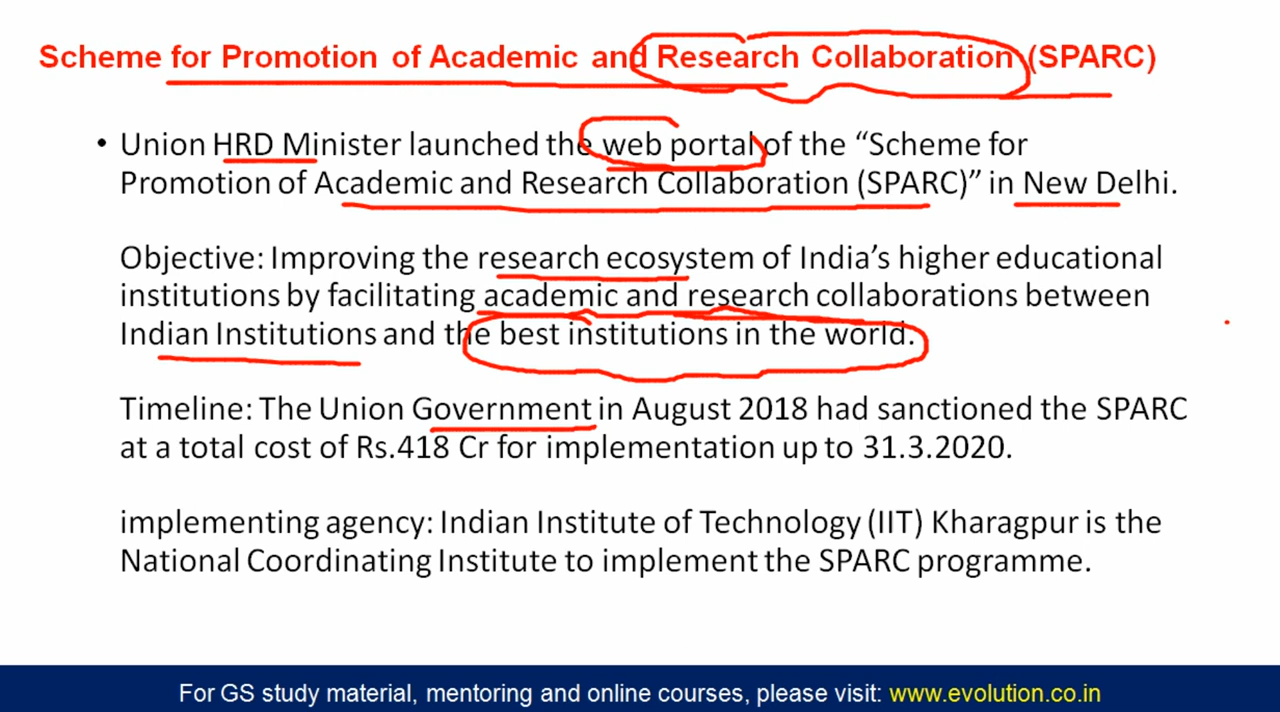 Scheme for Promotion of Academic and Research Collaboration (SPARC)
• Union HRD Minister launched the web portal of the “Scheme for
Promotion of Academic and Research Collaboration (SPARC)” in New Delhi.
Objective: Improving the research ecosystem of India’s higher educational
institutions by facilitating academic and research collaborations between
Indian Institutions and the best institutions in the world.
Timeline: The Union Government in August 2018 had sanctioned the SPARC
at a total cost of Rs.418 Cr for implementation up to 31.3.2020.
implementing agency: Indian Institute of Technology (IIT) Kharagpur is the
National Coordinating Institute to implement the SPARC programme.
For GS study material, mentoring and online courses, please visit: www.evolution.co.in